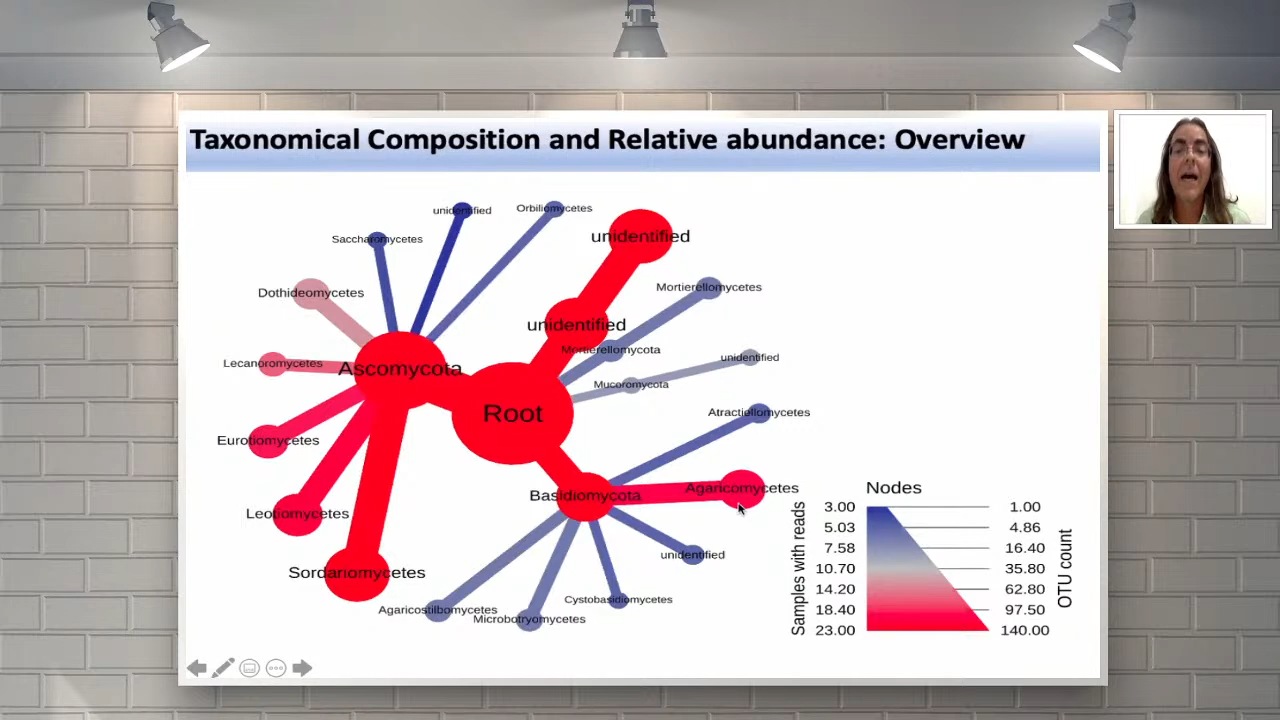 Taxonomical Composition and Relative abundance: Overview
unidentified
Orbiliomycetes
Saccharomycetes
unidentified
Dothideomycetes
Mortierellomycetes
unidentified
Mortierellomycota
unidentified
Lecanoromycetes
Ascomycota
Mucoromycota
Root
Atractiellomycetes
Eurotiomycetes
Agaricomycetes
Basidiomycota
Leotiomycetes
unidentified
Sordariomycetes
Cystobasidiomycetes
Agaricostilbomycetes
Microbotryomycetes
Nodes
Samples with reads
OTU count
3.00 1.00
5.03 4.86
7.58 16.40
10.70 35.80
14.20 62.80
18.40 97.50
23.00 140.00